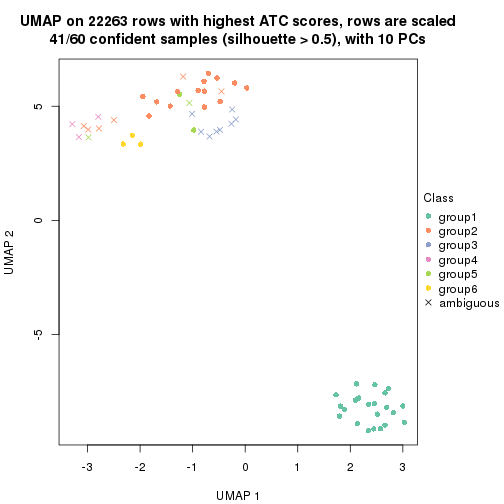 UMAP on 22263 rows with highest ATC scores, rows are scaled
41/60 confident samples (silhouette > 0.5), with 10 PCs
5
0
-5
UMAP 2
-3
-2
-1
0
1
2
3
UMAP 1
Class
group1
group2
group3
group4
group5
group6
ambiguous